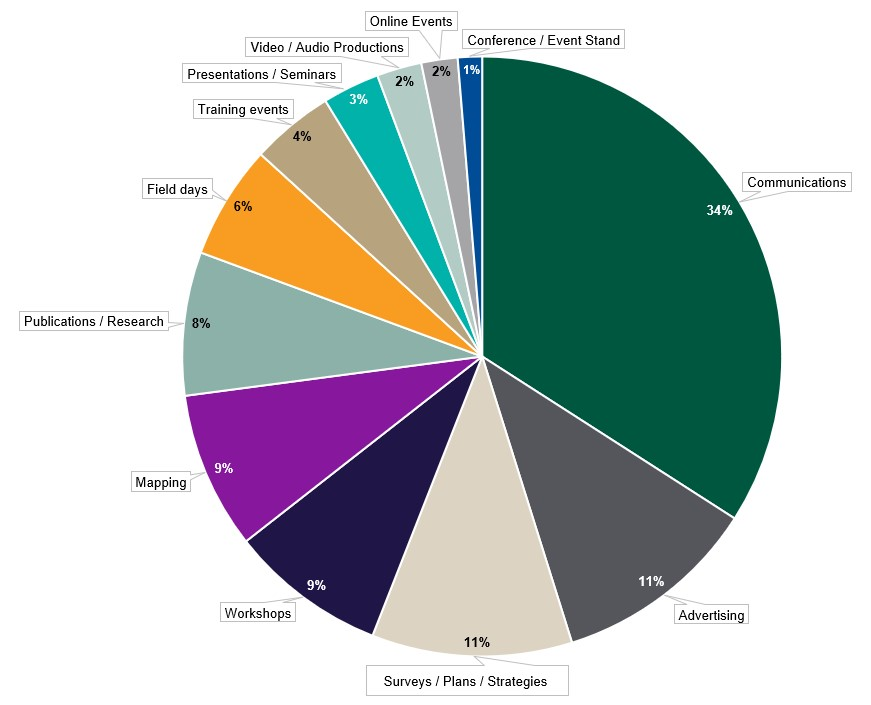 Online Events
Conference / Event Stand
Video / Audio Productions
Presentations / Seminars
Training events
Field days
Publications / Research
Mapping
Workshops
Surveys / Plans / Strategies
Advertising
Communications
2%
1%
2%
3%
4%
6%
8%
9%
9%
11%
11%
34%